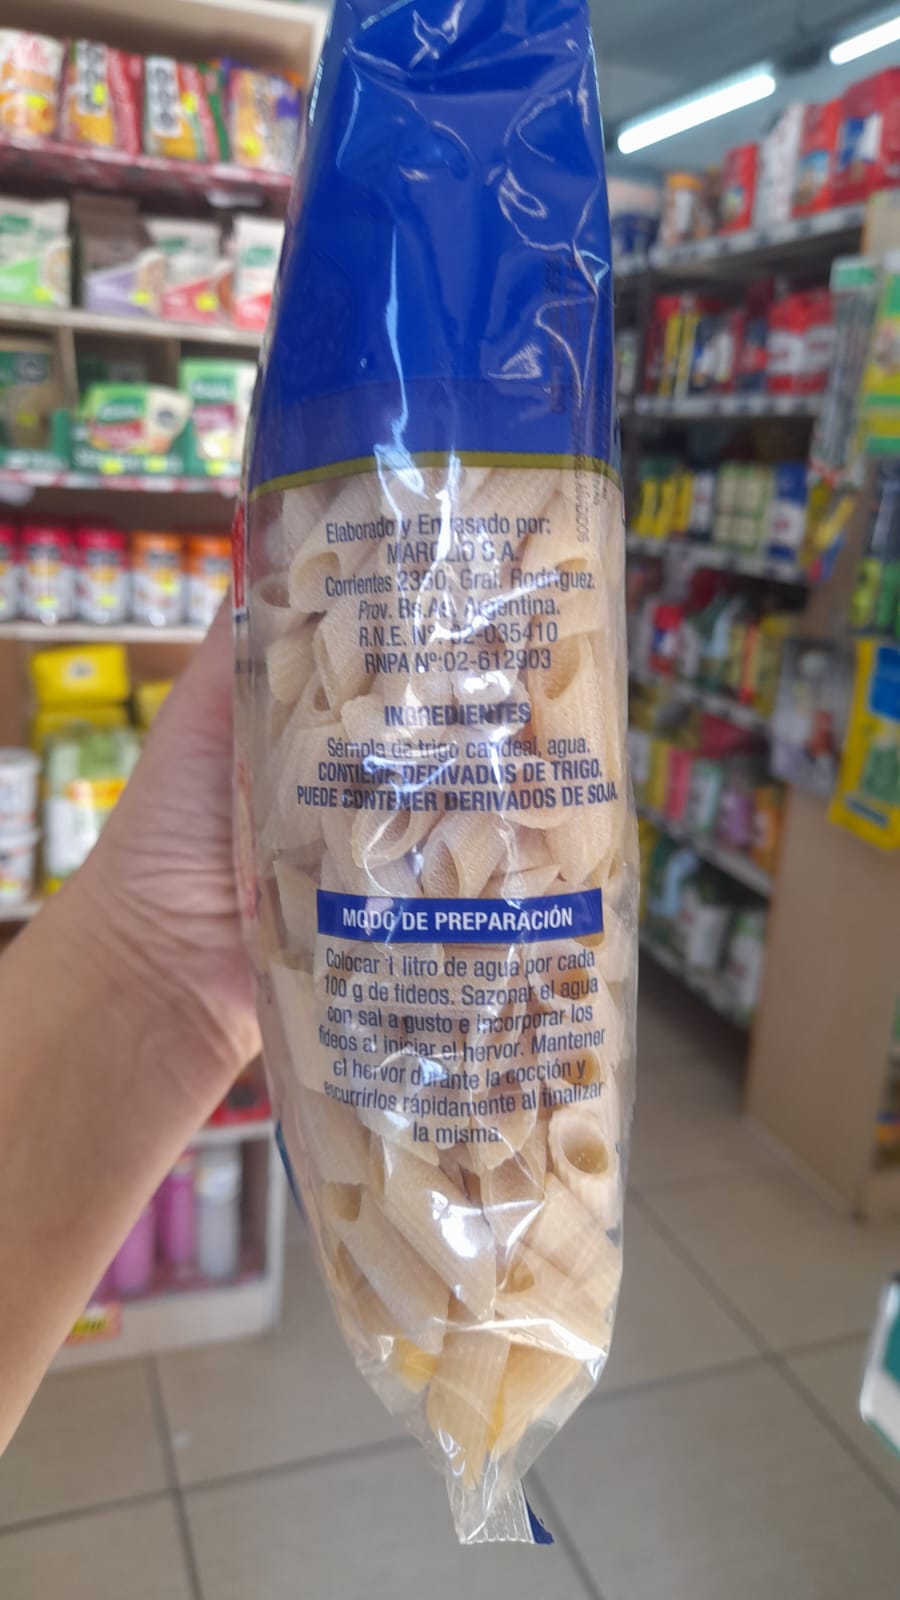 Elaborado y Envasado por:
MAROLIO S.A.
Corrientes 2350, Gral. Rodríguez.
Prov. Bs.As. Argentina.
R.N.E. Nº: 02-035410
RNPA Nº:02-612903
INGREDIENTES
Sémola de trigo candeal, agua.
CONTIENE DERIVADOS DE TRIGO.
PUEDE CONTENER DERIVADOS DE SOJA.
MODO DE PREPARACIÓN
Colocar 1 litro de agua por cada
100 g de fideos. Sazonar el agua
con sal a gusto e incorporar los
fideos al iniciar el hervor. Mantener
el hervor durante la cocción y
escurrirlos rápidamente al finalizar
la misma.